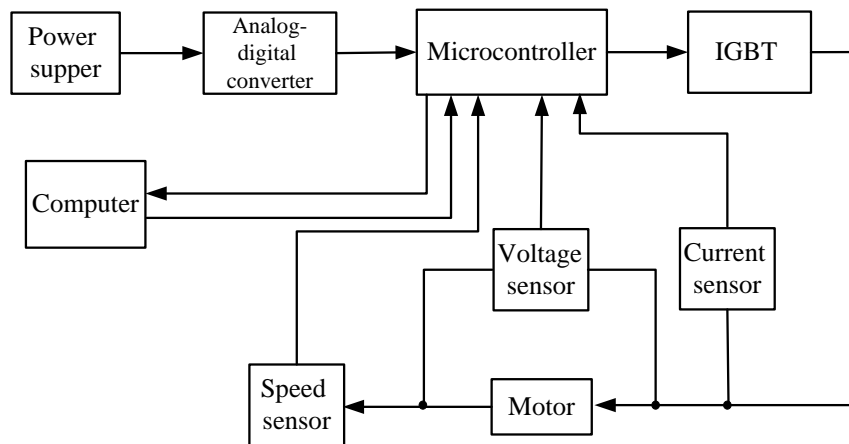 Power
supper
Analog-
digital
converter
Microcontroller
IGBT
Computer
Voltage
sensor
Current
sensor
Speed
sensor
Motor